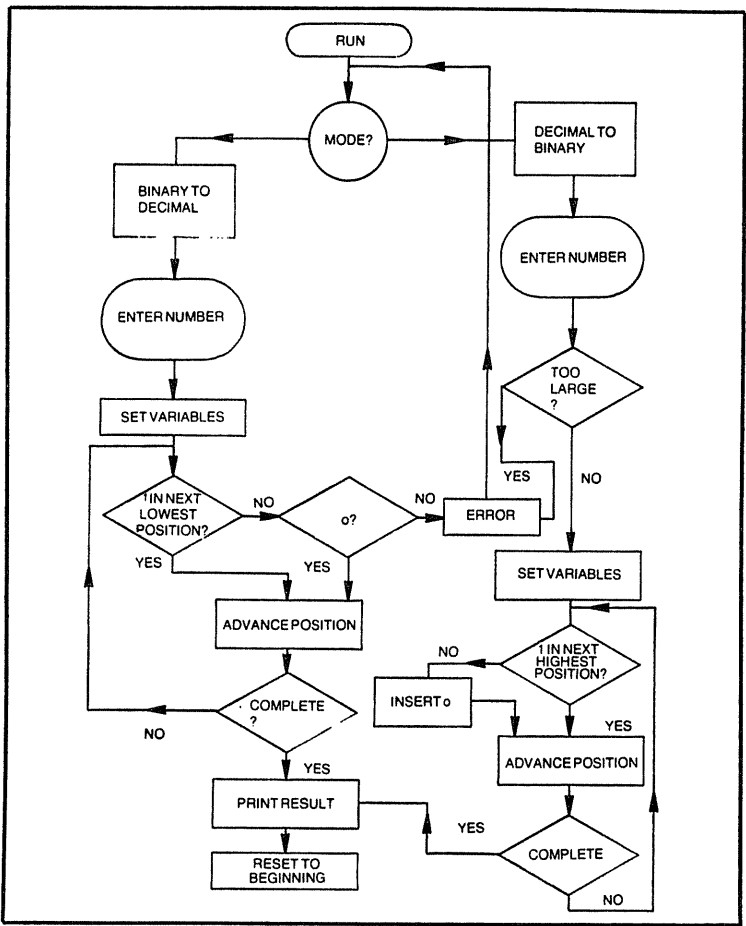 RUN
MODE?
DECIMAL TO
BINARY
BINARY TO
DECIMAL
ENTER NUMBER
ENTER NUMBER
TOO
LARGE
?
SET VARIABLES
YES
NO
1 IN NEXT
LOWEST
POSITION?
NO
o?
NO
ERROR
YES
YES
SET VARIABLES
ADVANCE POSITION
NO
1 IN NEXT
HIGHEST
POSITION?
COMPLETE
?
INSERT o
NO
YES
ADVANCE POSITION
YES
PRINT RESULT
YES
COMPLETE
RESET TO
BEGINNING
NO